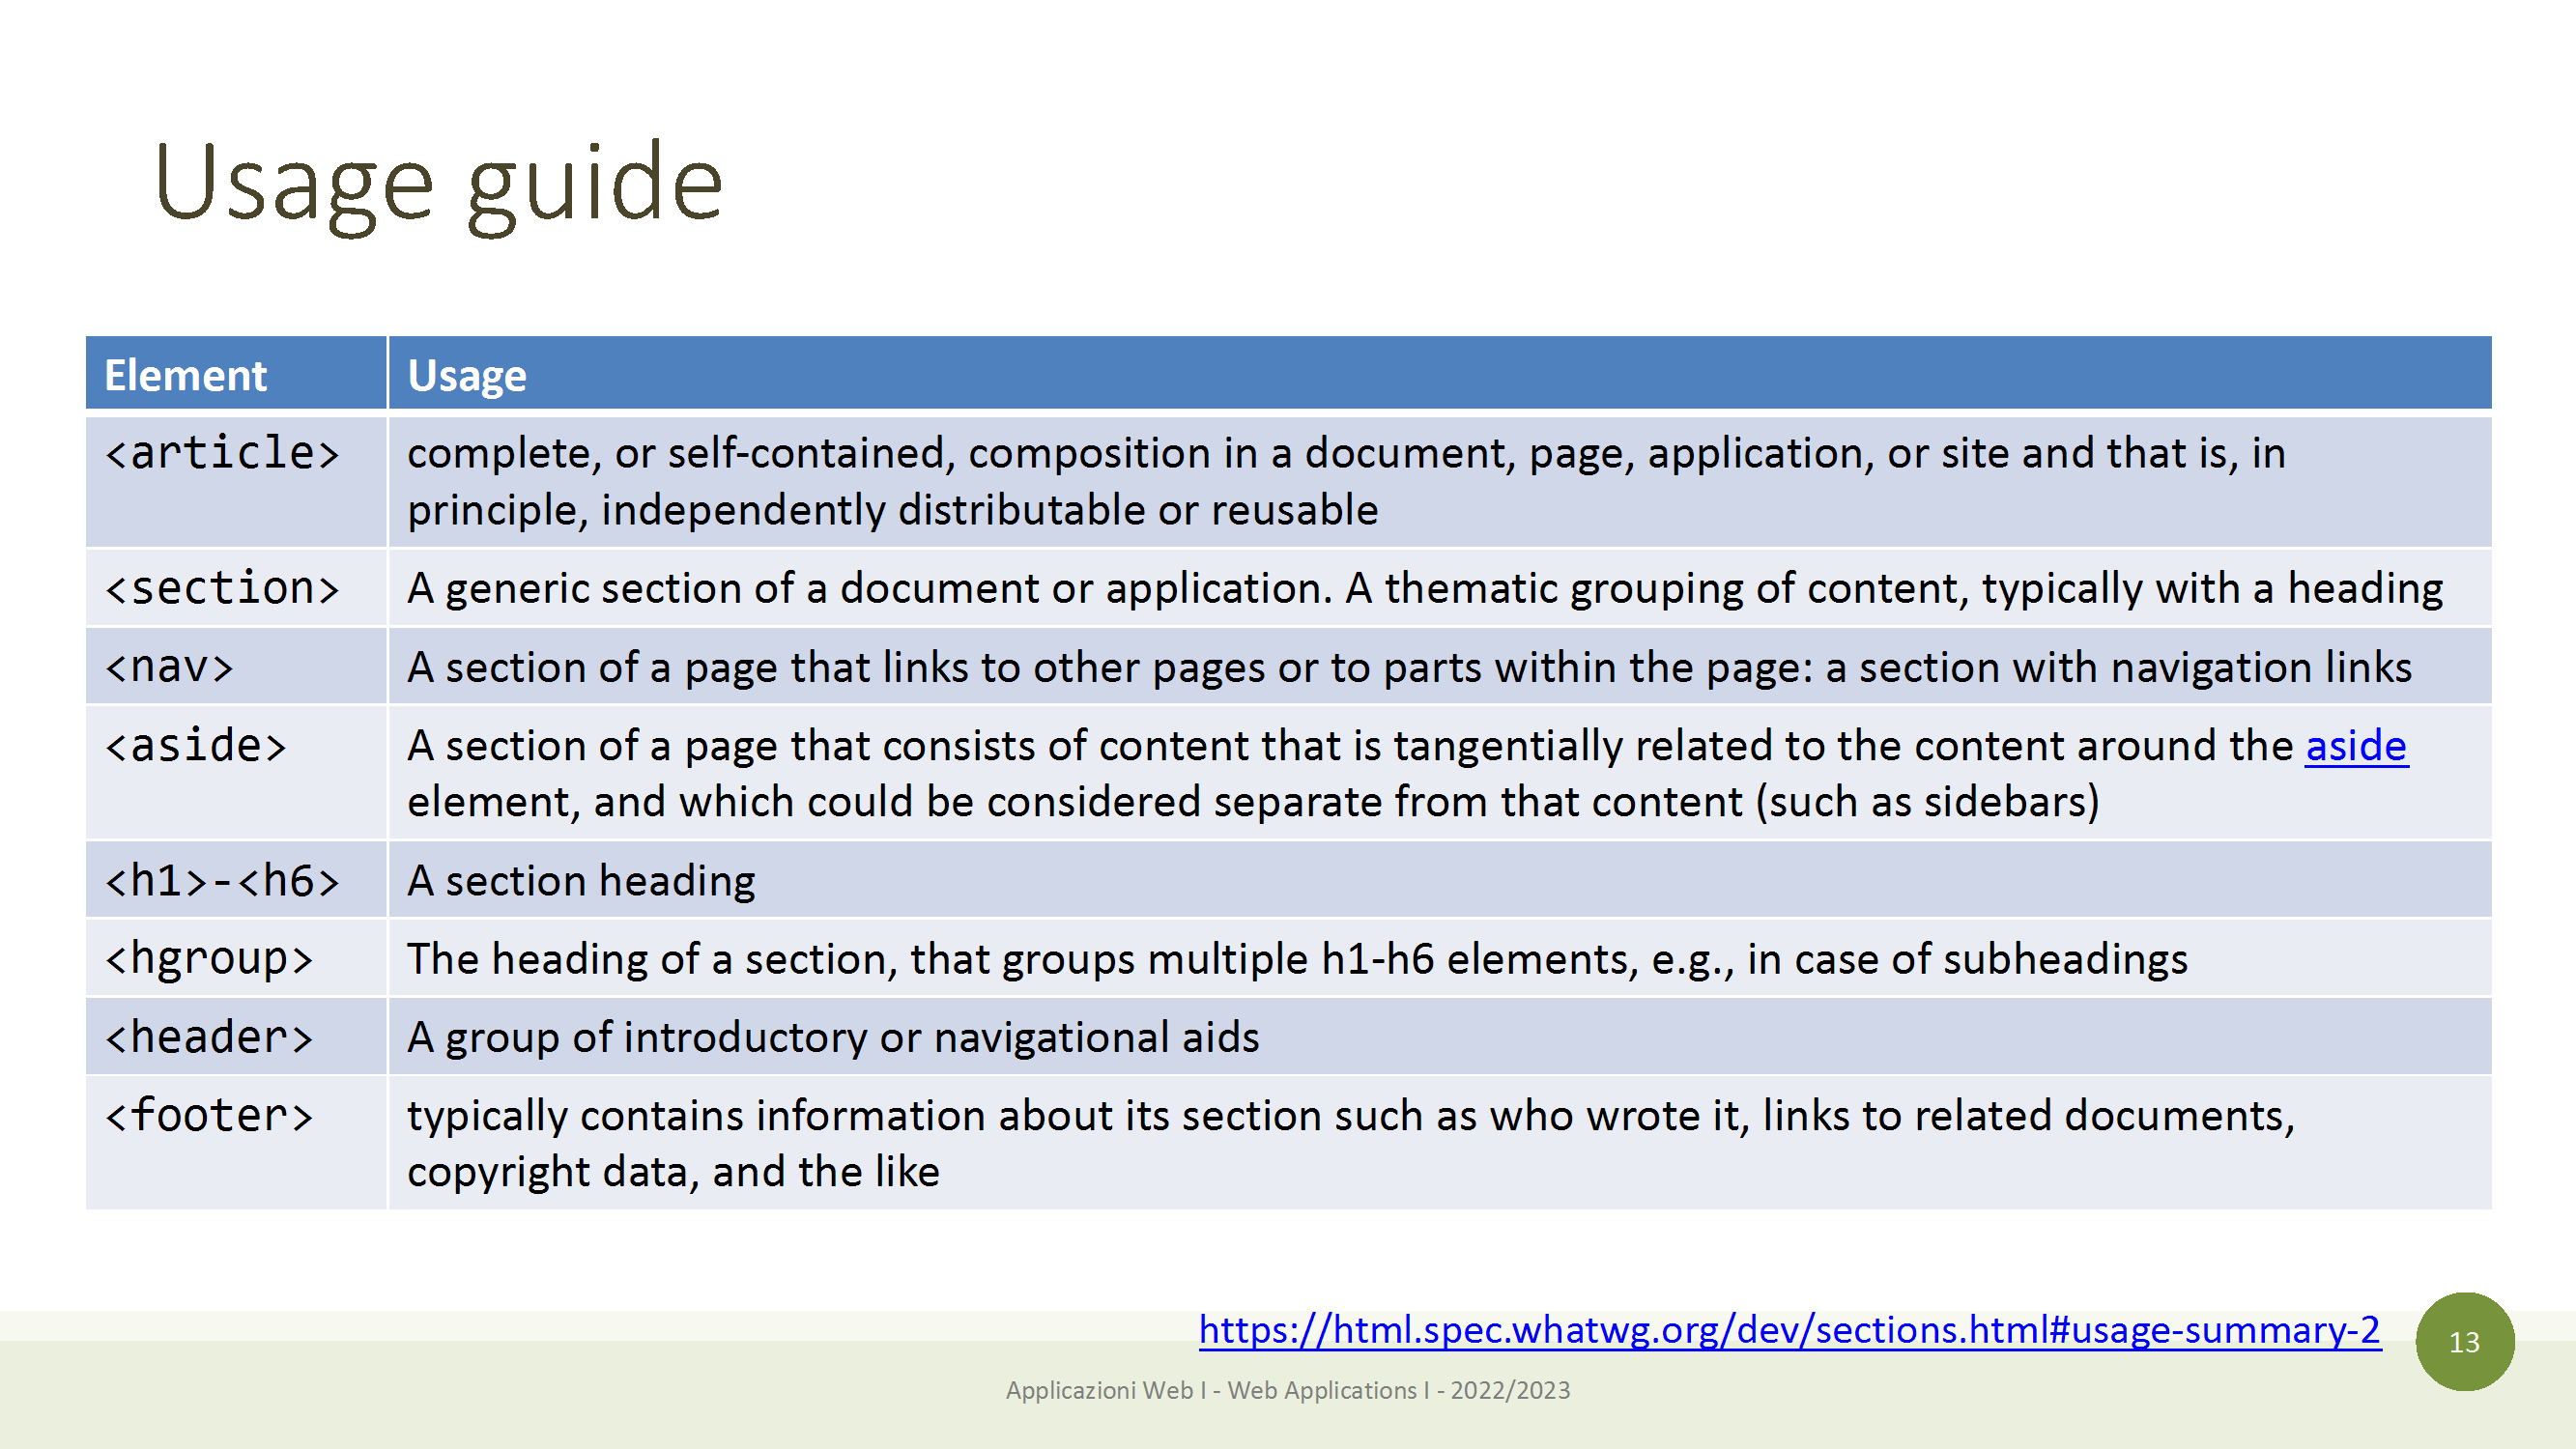 Usage guide
Element Usage
<article> complete, or self-contained, composition in a document, page, application, or site and that is, in
principle, independently distributable or reusable
<section> A generic section of a document or application. A thematic grouping of content, typically with a heading
<nav> A section of a page that links to other pages or to parts within the page: a section with navigation links
<aside> A section of a page that consists of content that is tangentially related to the content around the aside
element, and which could be considered separate from that content (such as sidebars)
<h1>-<h6> A section heading
<hgroup> The heading of a section, that groups multiple h1-h6 elements, e.g., in case of subheadings
<header> A group of introductory or navigational aids
<footer> typically contains information about its section such as who wrote it, links to related documents,
copyright data, and the like
https://html.spec.whatwg.org/dev/sections.html#usage-summary-2
13
Applicazioni Web I - Web Applications I - 2022/2023